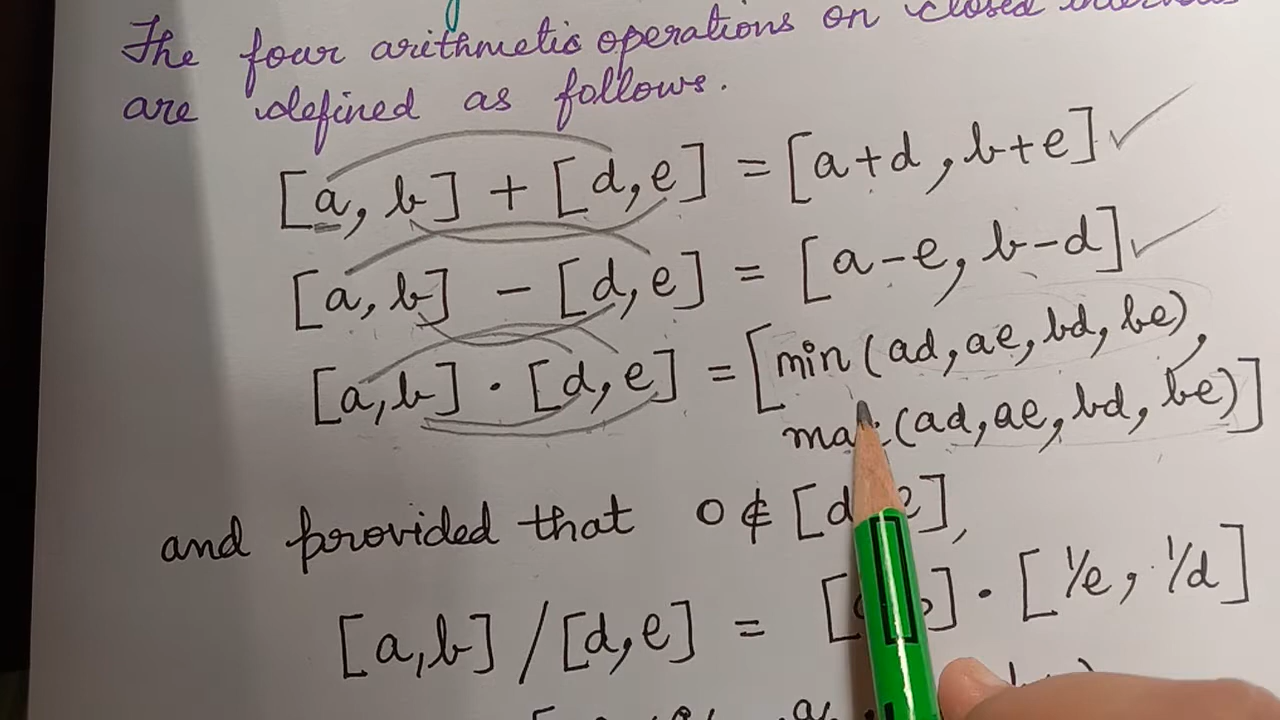 The four arithmetic operations on closed
are defined as follows.
[a, b] + [d, e] = [a+d, b+e] ✓
[a, b] - [d, e] = [a-e, b-d] ✓
[a, b] · [d, e] = [min(ad, ae, bd, be),
max(ad, ae, bd, be)]
and provided that 0 ∉ [d, e],
[a, b] / [d, e] = [a, b] · [1/e, 1/d]